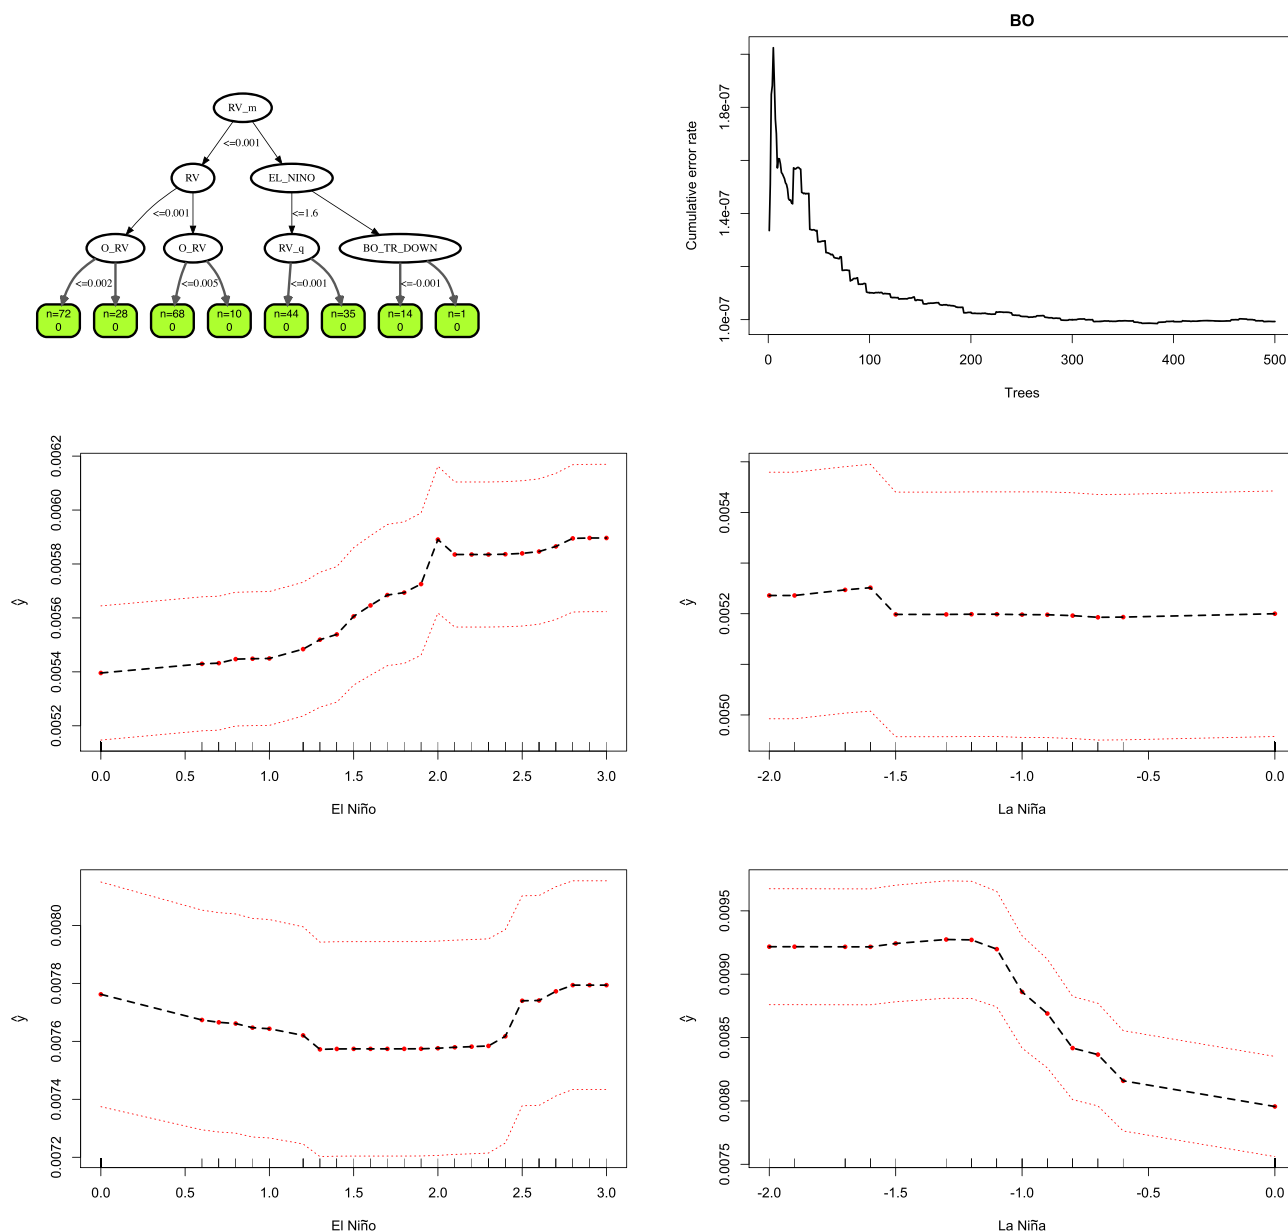 BO
RV_m
<=0.001
RV
EL_NINO
<=0.001
<=1.6
O_RV
O_RV
RV_q
BO_TR_DOWN
<=0.002
<=0.005
<=0.001
<=-0.001
n=72
0
n=28
0
n=68
0
n=10
0
n=44
0
n=35
0
n=14
0
n=1
0
Cumulative error rate
1.0e-07 1.4e-07 1.8e-07
0 100 200 300 400 500
Trees
ŷ
0.0052 0.0054 0.0056 0.0058 0.0060 0.0062
0.0 0.5 1.0 1.5 2.0 2.5 3.0
El Niño
ŷ
0.0050 0.0052 0.0054
-2.0 -1.5 -1.0 -0.5 0.0
La Niña
ŷ
0.0072 0.0074 0.0076 0.0078 0.0080
0.0 0.5 1.0 1.5 2.0 2.5 3.0
El Niño
ŷ
0.0075 0.0080 0.0085 0.0090 0.0095
-2.0 -1.5 -1.0 -0.5 0.0
La Niña